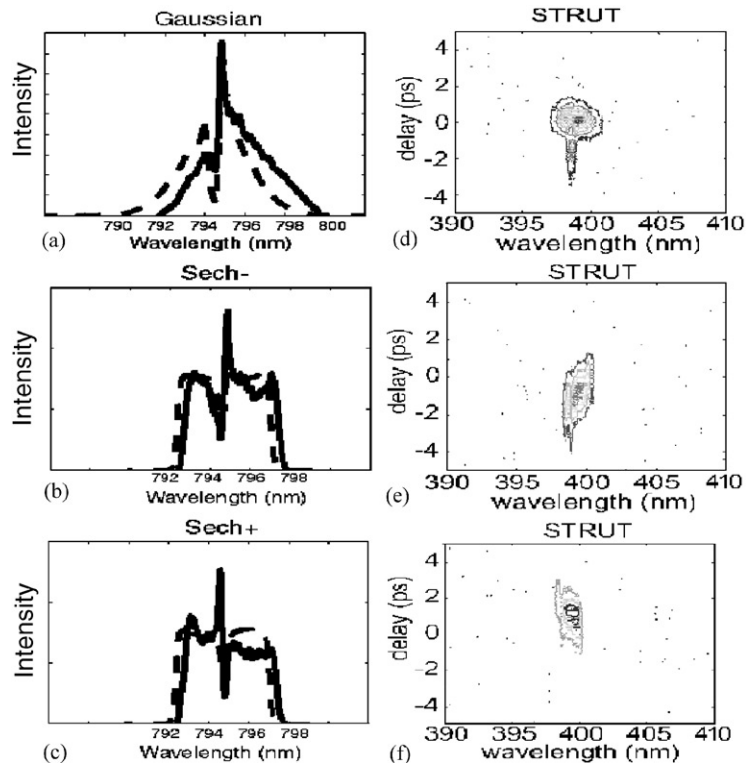 Gaussian
Intensity
790 792 794 796 798 800
(a)
Wavelength (nm)
STRUT
delay (ps)
4
2
0
-2
-4
390 395 400 405 410
wavelength (nm)
(d)
Sech-
Intensity
792 794 796 798
(b)
Wavelength (nm)
STRUT
delay (ps)
4
2
0
-2
-4
390 395 400 405 410
wavelength (nm)
(e)
Sech+
Intensity
792 794 796 798
(c)
Wavelength (nm)
STRUT
delay (ps)
4
2
0
-2
-4
390 395 400 405 410
wavelength (nm)
(f)